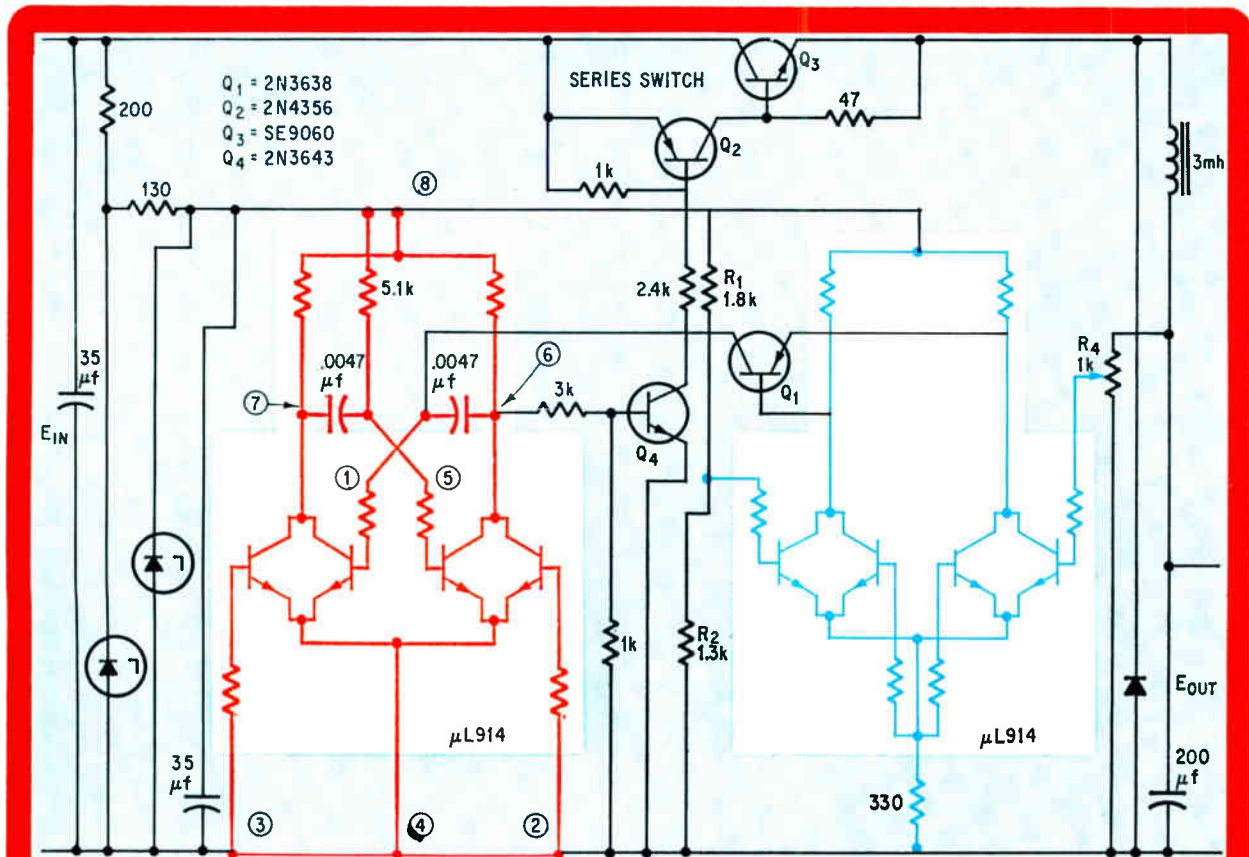 Q1 = 2N3638
Q2 = 2N4356
Q3 = SE9060
Q4 = 2N3643
SERIES SWITCH
Q3
200
47
Q2
3mh
1k
130
⑧
5.1k
2.4k
R1
1.8k
.0047
μf
.0047
μf
⑥
35
μf
⑦
3k
Q1
R4
1k
EIN
Q4
①
⑤
1k
R2
1.3k
EOUT
μL914
μL914
35
μf
200
μf
330
③
④
②